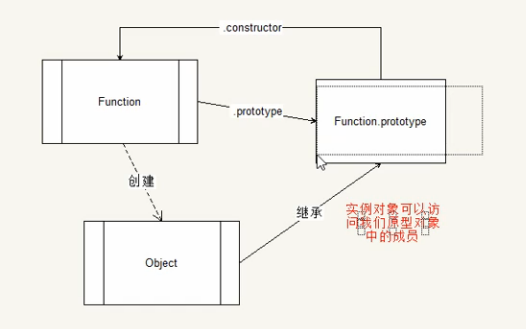 .constructor
Function
.prototype
Function.prototype
创建
继承
实例对象可以访
问我们原型对象
中的成员
Object